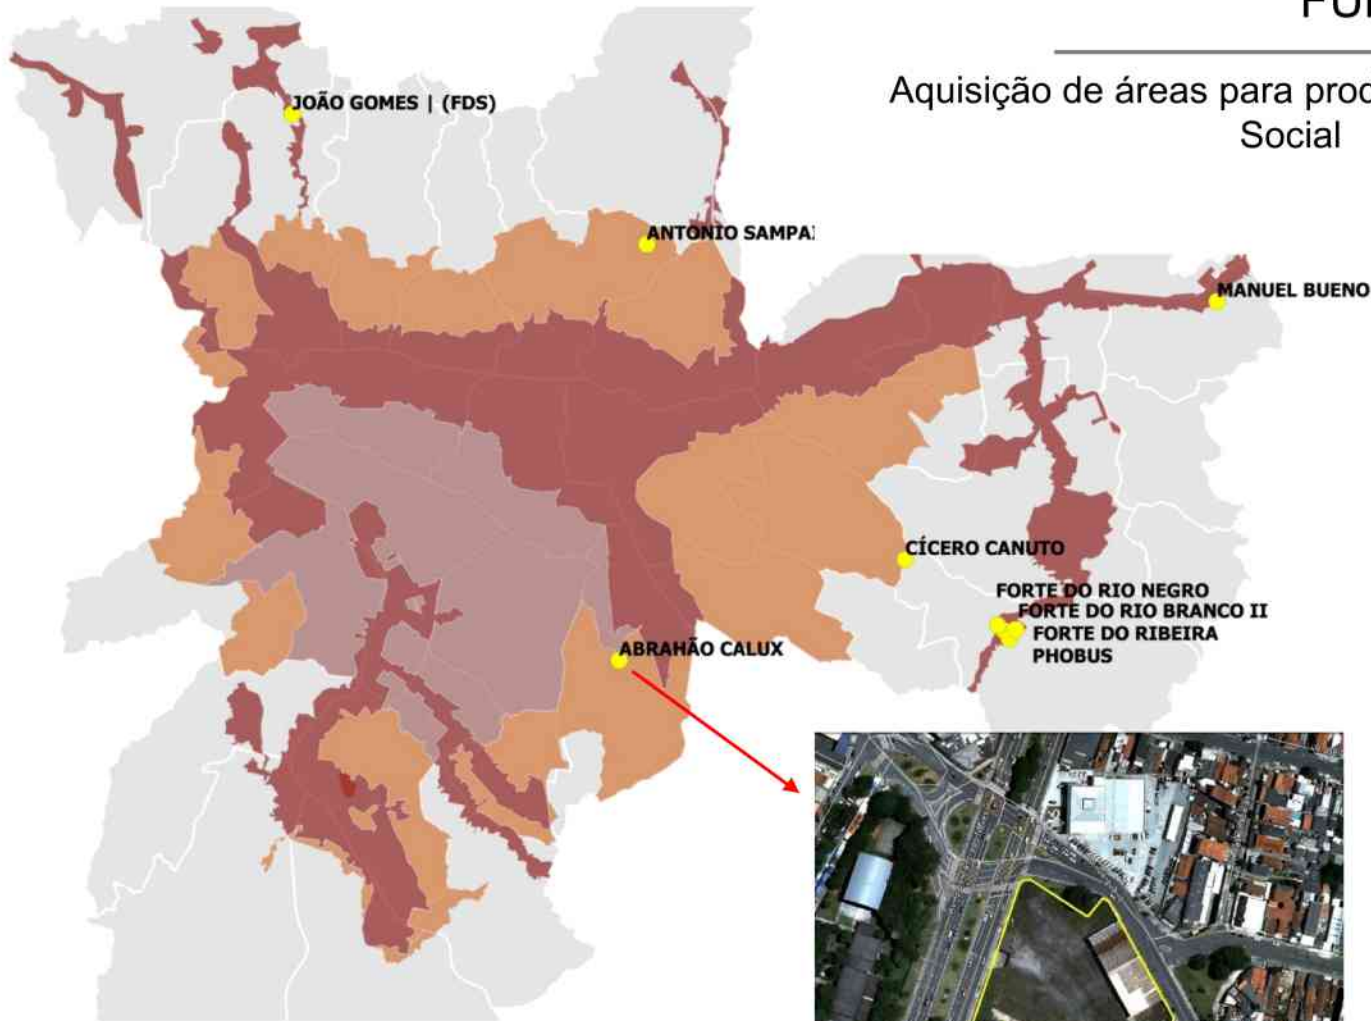 FU
Aquisição de áreas para prod
Social
JOÃO GOMES | (FDS)
ANTONIO SAMPA
MANUEL BUENO
CÍCERO CANUTO
FORTE DO RIO NEGRO
FORTE DO RIO BRANCO II
FORTE DO RIBEIRA
PHOBUS
ABRAHÃO CALUX